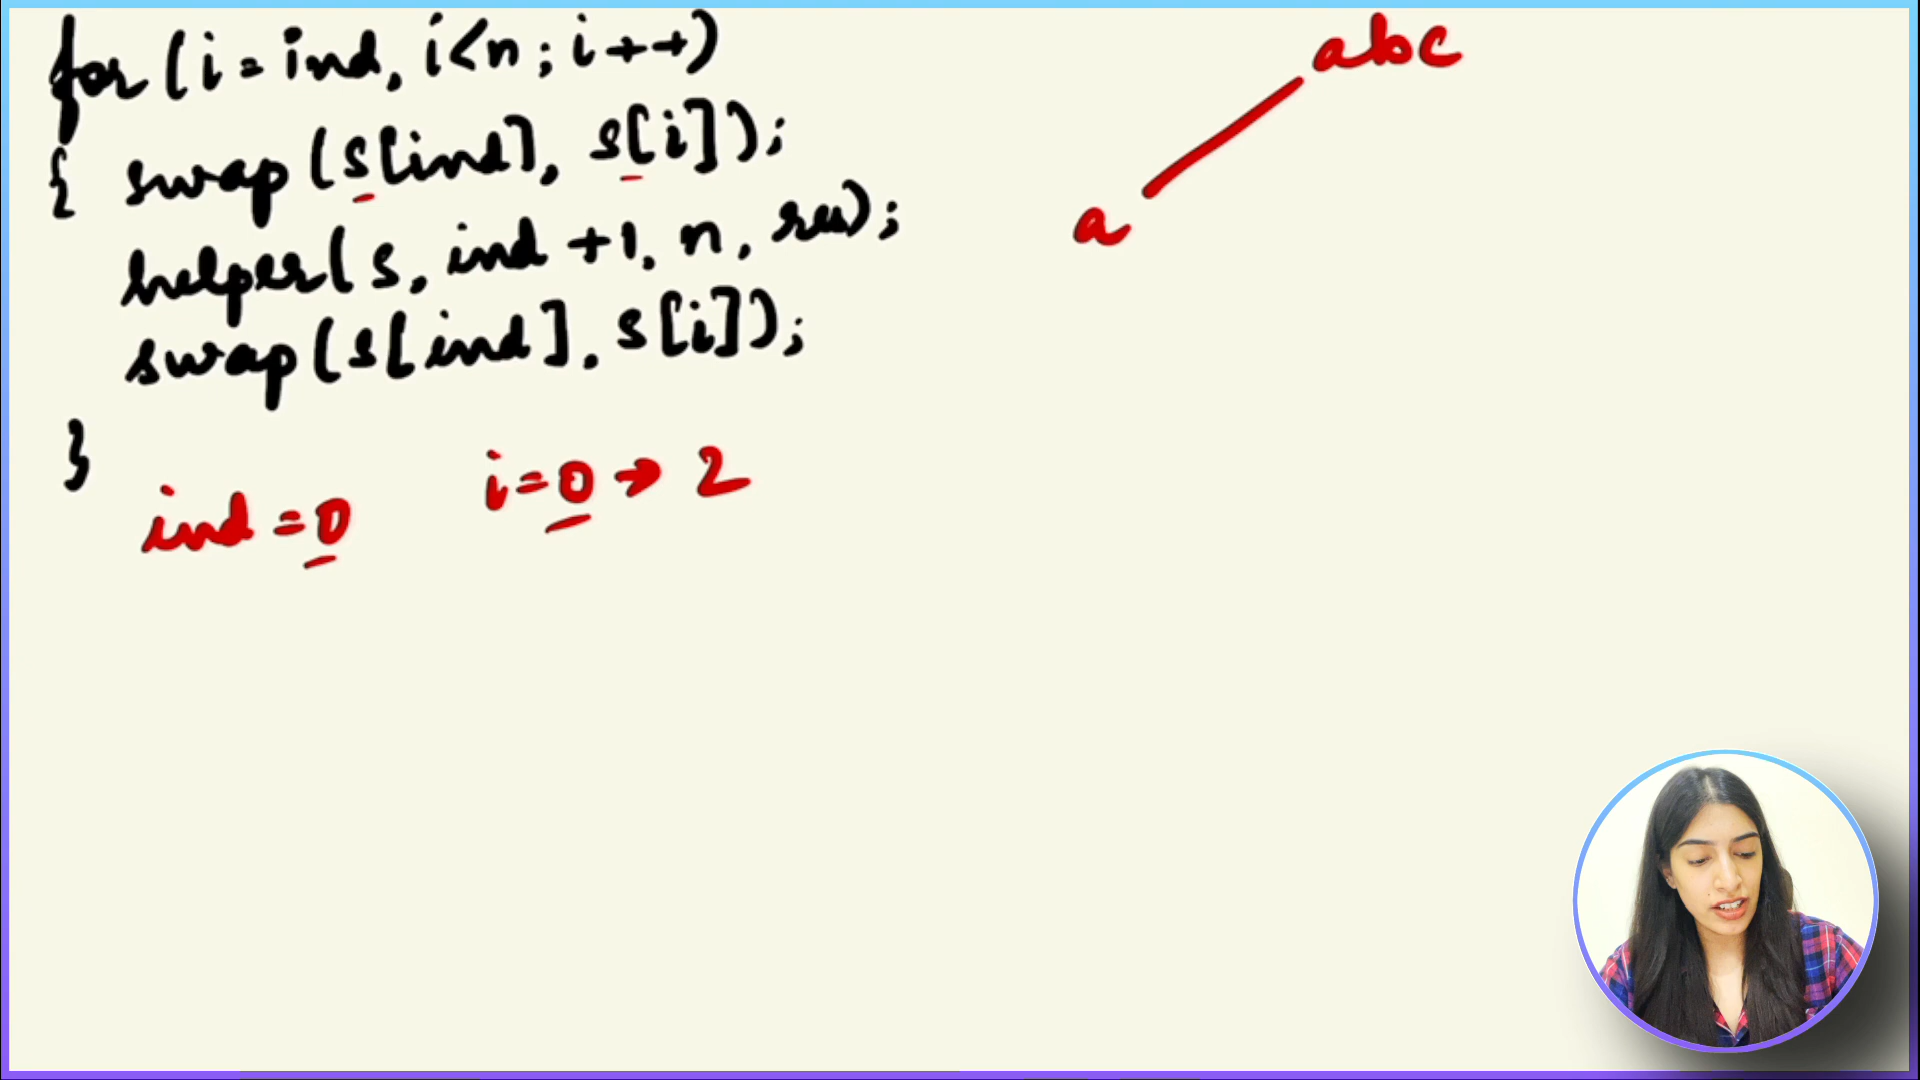 for (i = ind, i<n ; i++)
{ swap (s[ind], s[i]);
helper(s, ind +1, n, res);
swap (s[ind], s[i]);
}
ind = 0 i = 0 → 2
abc
a